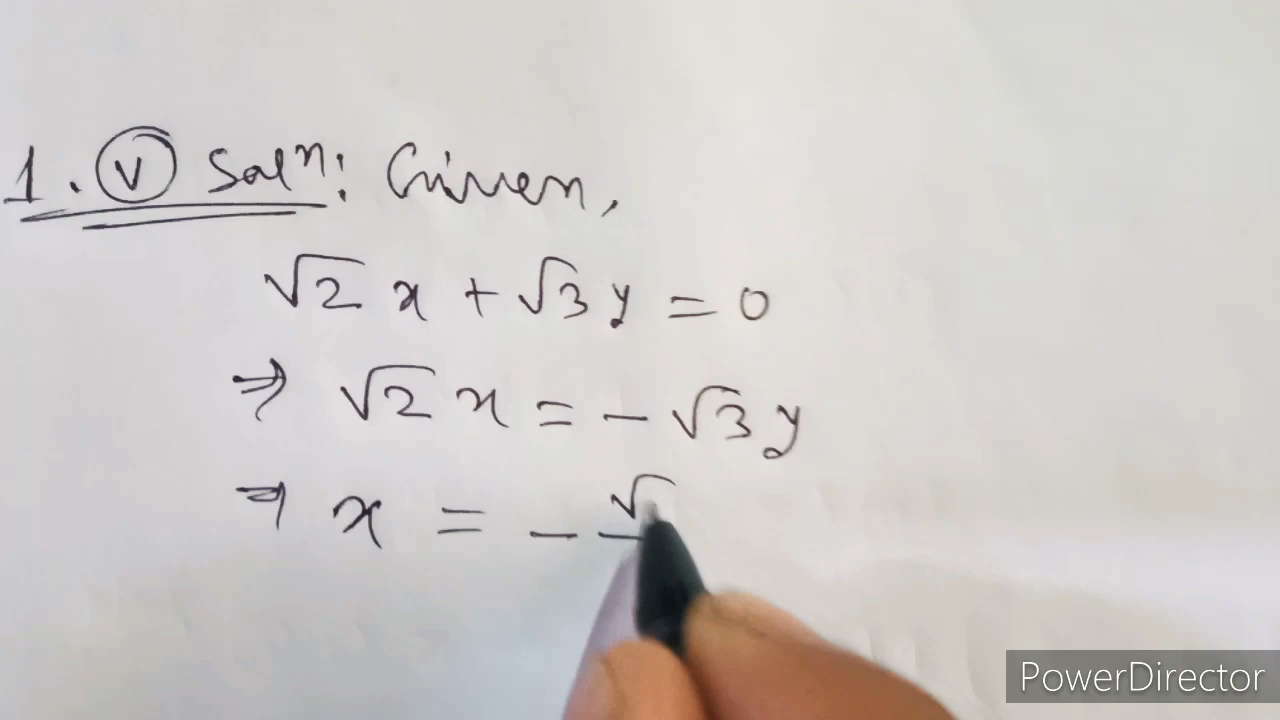 1. (v) Solⁿ: Given,
√2 x + √3 y = 0
⇒ √2 x = - √3 y
⇒ x = - √
PowerDirector